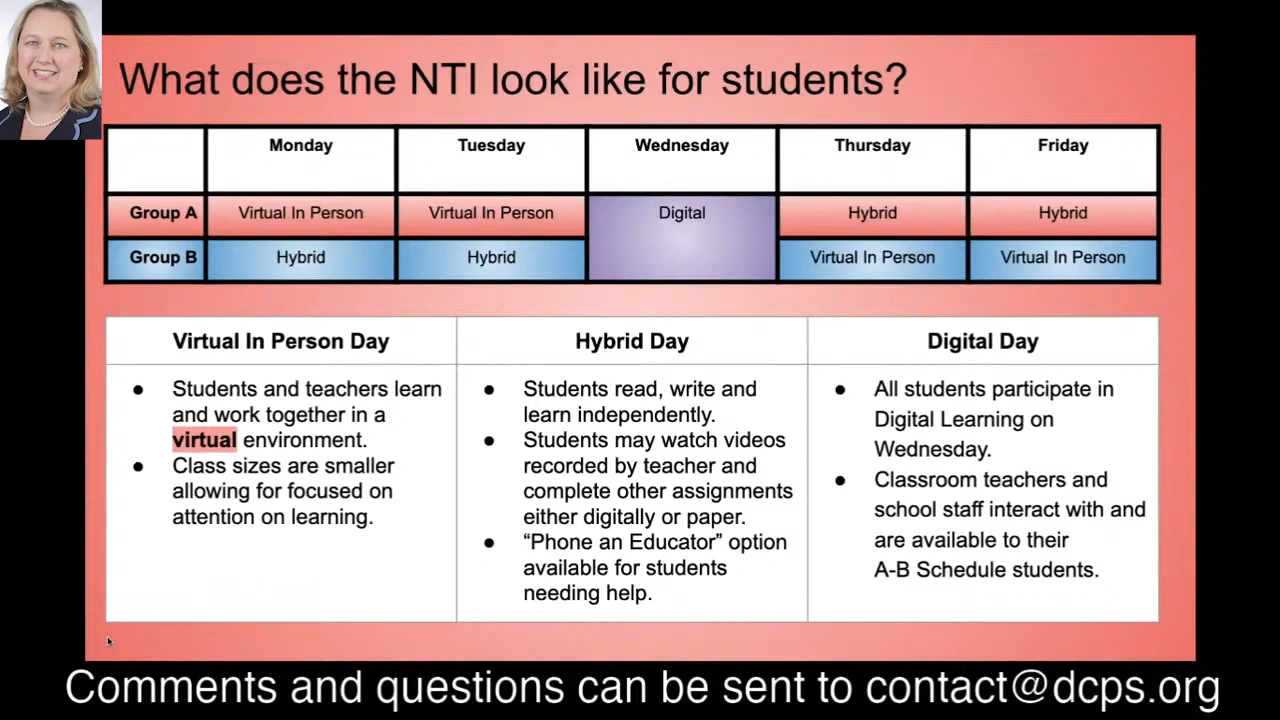 What does the NTI look like for students?
Monday Tuesday Wednesday Thursday Friday
Group A Virtual In Person Virtual In Person Digital Hybrid Hybrid
Group B Hybrid Hybrid Virtual In Person Virtual In Person
Virtual In Person Day
● Students and teachers learn
and work together in a
virtual environment.
● Class sizes are smaller
allowing for focused on
attention on learning.
Hybrid Day
● Students read, write and
learn independently.
● Students may watch videos
recorded by teacher and
complete other assignments
either digitally or paper.
● “Phone an Educator” option
available for students
needing help.
Digital Day
● All students participate in
Digital Learning on
Wednesday.
● Classroom teachers and
school staff interact with and
are available to their
A-B Schedule students.
Comments and questions can be sent to contact@dcps.org